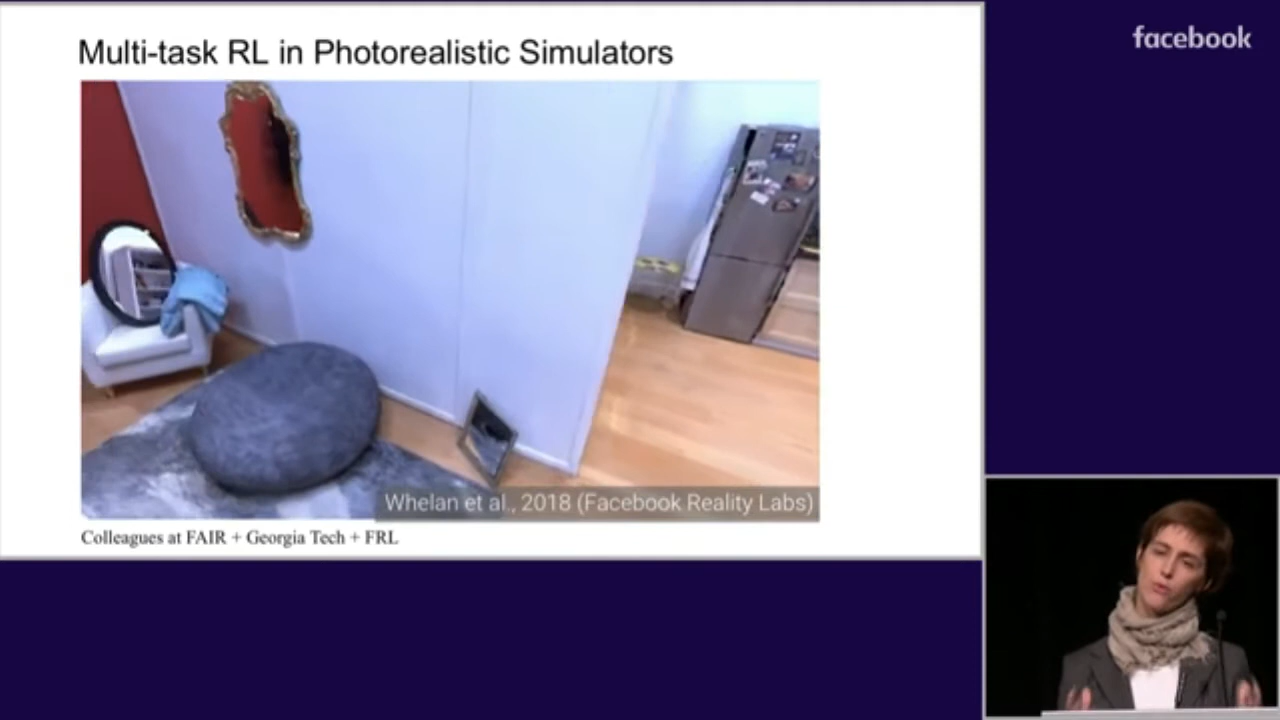 Multi-task RL in Photorealistic Simulators
facebook
Whelan et al., 2018 (Facebook Reality Labs)
Colleagues at FAIR + Georgia Tech + FRL